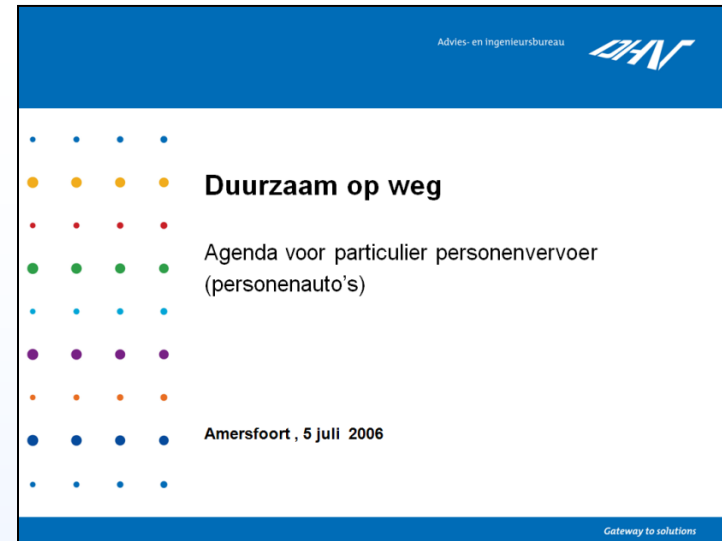 Advies- en Ingenieursbureau
DHV
Duurzaam op weg
Agenda voor particulier personenvervoer
(personenauto's)
Amersfoort , 5 juli 2006
Gateway to solutions